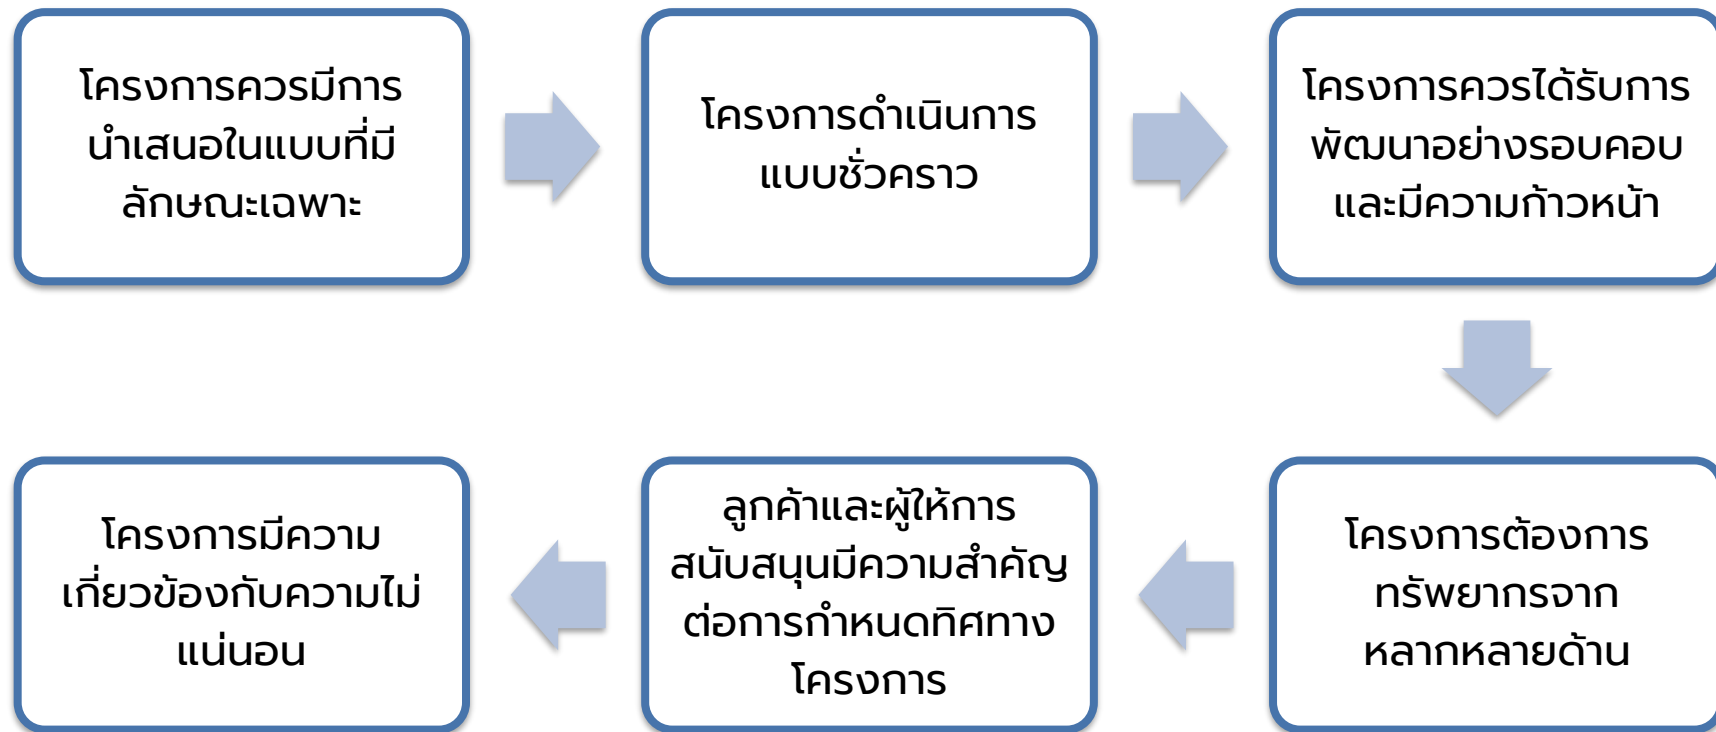 โครงการควรมีการ
นำเสนอในแบบที่มี
ลักษณะเฉพาะ
โครงการดำเนินการ
แบบชั่วคราว
โครงการควรได้รับการ
พัฒนาอย่างรอบคอบ
และมีความก้าวหน้า
โครงการต้องการ
ทรัพยากรจาก
หลากหลายด้าน
ลูกค้าและผู้ให้การ
สนับสนุนมีความสำคัญ
ต่อการกำหนดทิศทาง
โครงการ
โครงการมีความ
เกี่ยวข้องกับความไม่
แน่นอน